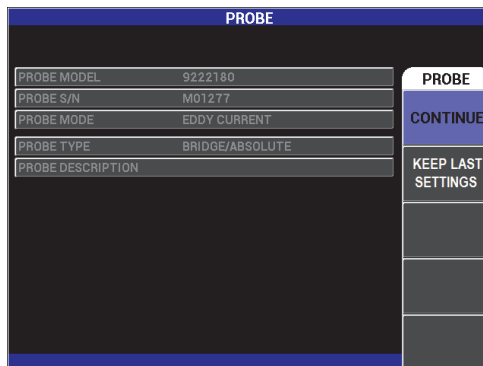 PROBE
PROBE MODEL 9222180
PROBE S/N M01277
PROBE MODE EDDY CURRENT
PROBE TYPE BRIDGE/ABSOLUTE
PROBE DESCRIPTION
PROBE
CONTINUE
KEEP LAST
SETTINGS